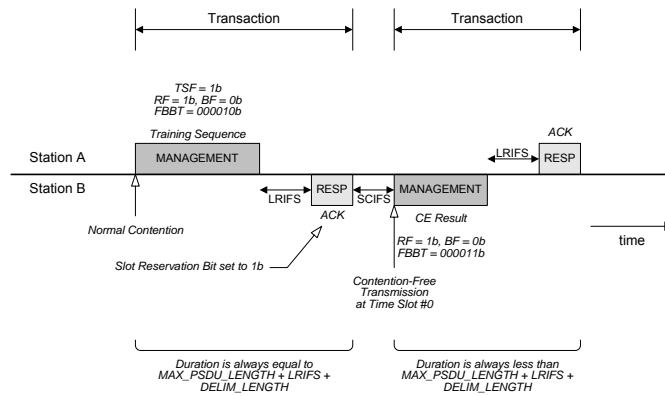 Transaction
Transaction
TSF = 1b
RF = 1b, BF = 0b
FBBT = 000010b
Training Sequence
ACK
Station A
MANAGEMENT
LRIFS
RESP
Station B
LRIFS
RESP
SCIFS
MANAGEMENT
ACK
CE Result
Normal Contention
Slot Reservation Bit set to 1b
RF = 1b, BF = 0b
FBBT = 000011b
time
Contention-Free
Transmission
at Time Slot #0
Duration is always equal to
MAX_PSDU_LENGTH + LRIFS +
DELIM_LENGTH
Duration is always less than
MAX_PSDU_LENGTH + LRIFS +
DELIM_LENGTH